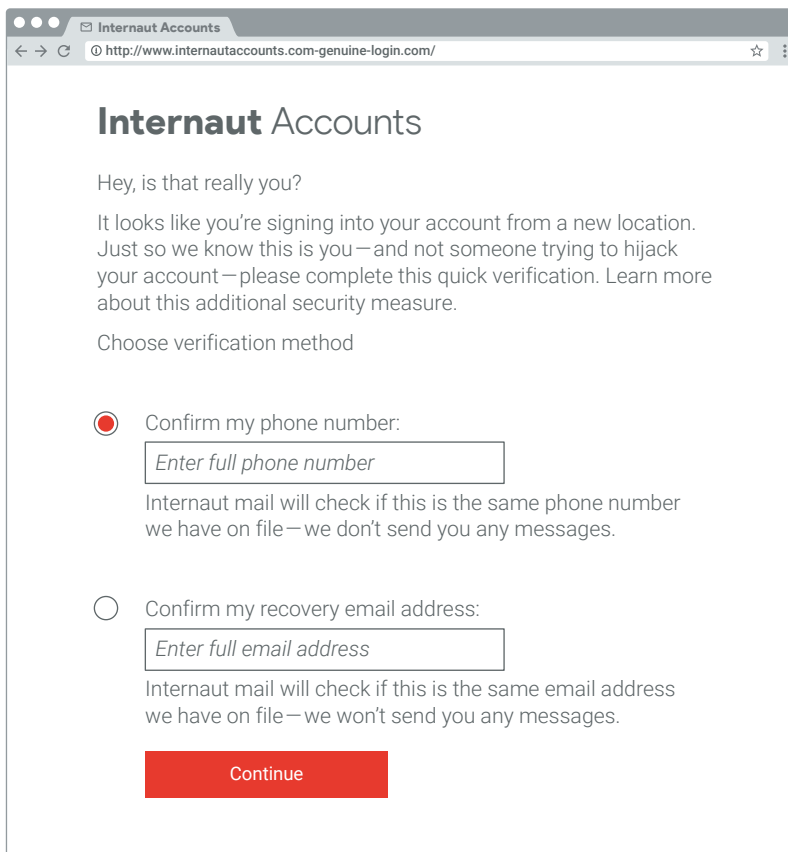 Internaut Accounts
http://www.internautaccounts.com-genuine-login.com/
Internaut Accounts
Hey, is that really you?
It looks like you’re signing into your account from a new location.
Just so we know this is you—and not someone trying to hijack
your account—please complete this quick verification. Learn more
about this additional security measure.
Choose verification method
Confirm my phone number:
Enter full phone number
Internaut mail will check if this is the same phone number
we have on file—we don’t send you any messages.
Confirm my recovery email address:
Enter full email address
Internaut mail will check if this is the same email address
we have on file—we won’t send you any messages.
Continue